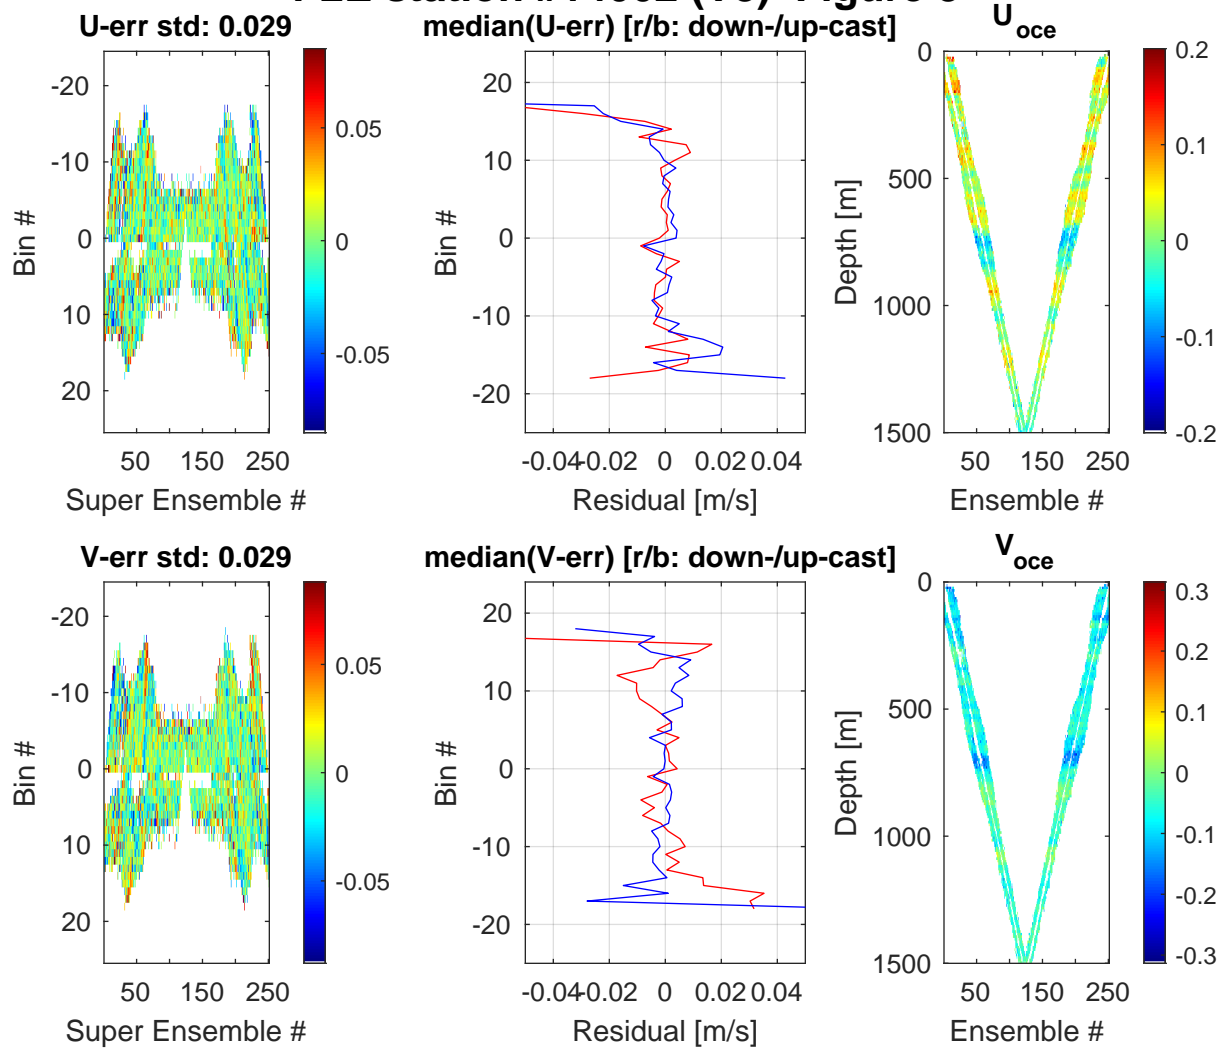 U-err std: 0.029
median(U-err) [r/b: down-/up-cast]
U_oce
-20
-10
0
10
20
Bin #
50 150 250
Super Ensemble #
0.05
0
-0.05
20
10
0
-10
-20
Bin #
-0.04 -0.02 0 0.02 0.04
Residual [m/s]
0
500
1000
1500
Depth [m]
50 150 250
Ensemble #
0.2
0.1
0
-0.1
-0.2
V-err std: 0.029
median(V-err) [r/b: down-/up-cast]
V_oce
-20
-10
0
10
20
Bin #
50 150 250
Super Ensemble #
0.05
0
-0.05
20
10
0
-10
-20
Bin #
-0.04 -0.02 0 0.02 0.04
Residual [m/s]
0
500
1000
1500
Depth [m]
50 150 250
Ensemble #
0.3
0.2
0.1
0
-0.1
-0.2
-0.3